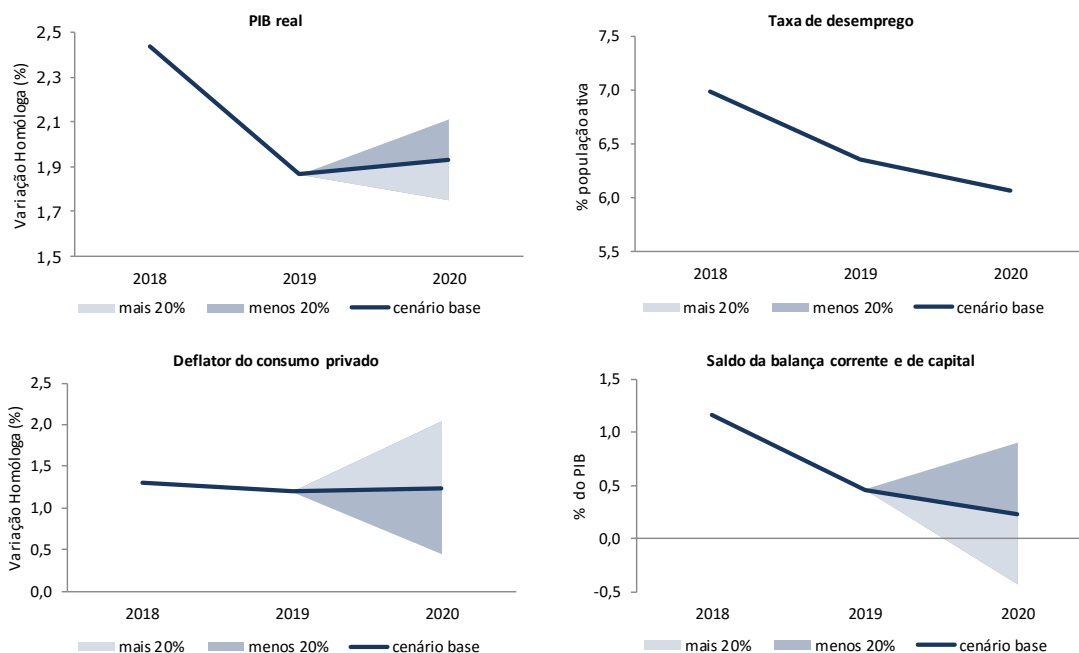 PIB real
Variação Homóloga (%)
2,5
2,3
2,1
1,9
1,7
1,5
2018 2019 2020
mais 20% menos 20% cenário base
Taxa de desemprego
% população ativa
7,5
7,0
6,5
6,0
5,5
2018 2019 2020
mais 20% menos 20% cenário base
Deflator do consumo privado
Variação Homóloga (%)
2,5
2,0
1,5
1,0
0,5
0,0
2018 2019 2020
mais 20% menos 20% cenário base
Saldo da balança corrente e de capital
% do PIB
1,5
1,0
0,5
0,0
-0,5
2018 2019 2020
mais 20% menos 20% cenário base